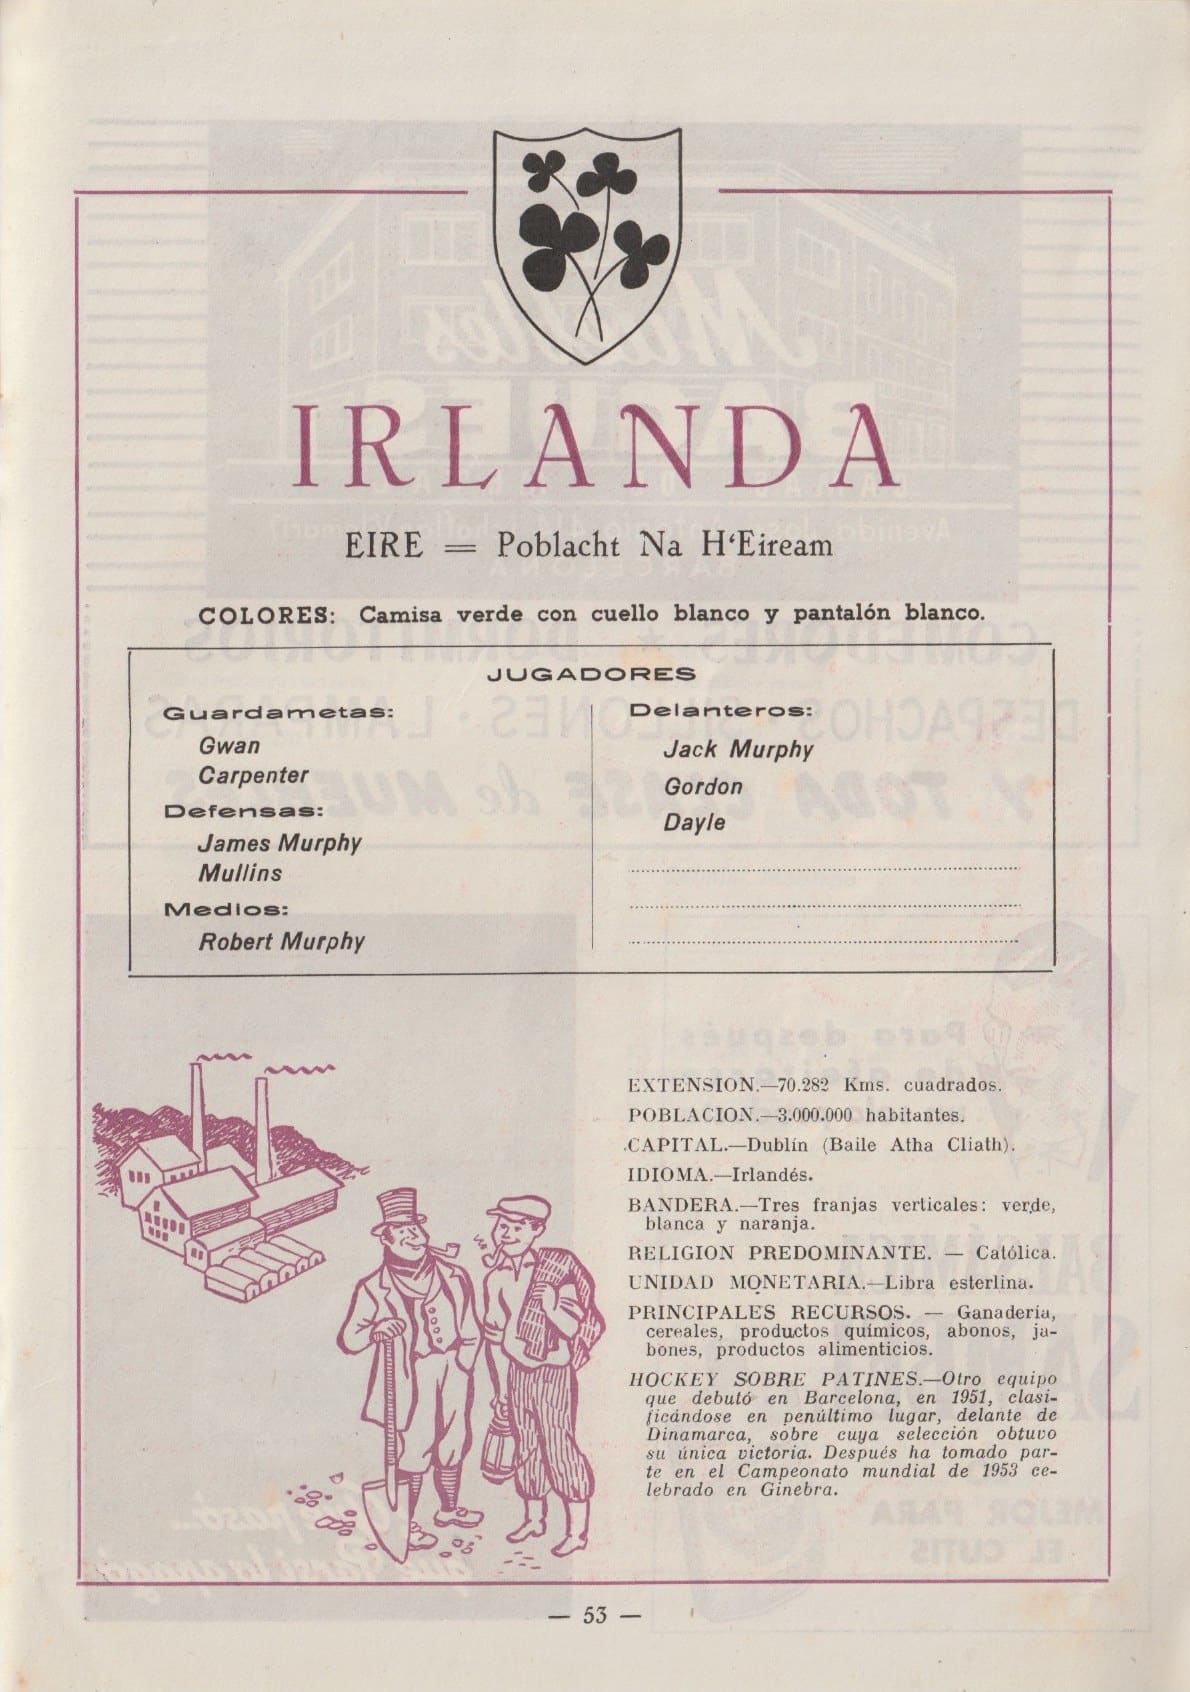 IRLANDA
EIRE = Poblacht Na H'Eiream
COLORES: Camisa verde con cuello blanco y pantalón blanco.
JUGADORES
Guardametas:
Gwan
Carpenter
Defensas:
James Murphy
Mullins
Medios:
Robert Murphy
Delanteros:
Jack Murphy
Gordon
Dayle
EXTENSION.—70.282 Kms. cuadrados.
POBLACION.—3.000.000 habitantes.
CAPITAL.—Dublín (Baile Atha Cliath).
IDIOMA.—Irlandés.
BANDERA.—Tres franjas verticales: verde,
blanca y naranja.
RELIGION PREDOMINANTE. — Católica.
UNIDAD MONETARIA.—Libra esterlina.
PRINCIPALES RECURSOS. — Ganadería,
cereales, productos químicos, abonos, ja-
bones, productos alimenticios.
HOCKEY SOBRE PATINES.—Otro equipo
que debutó en Barcelona, en 1951, clasi-
ficándose en penúltimo lugar, delante de
Dinamarca, sobre cuya selección obtuvo
su única victoria. Después ha tomado par-
te en el Campeonato mundial de 1953 ce-
lebrado en Ginebra.
— 53 —